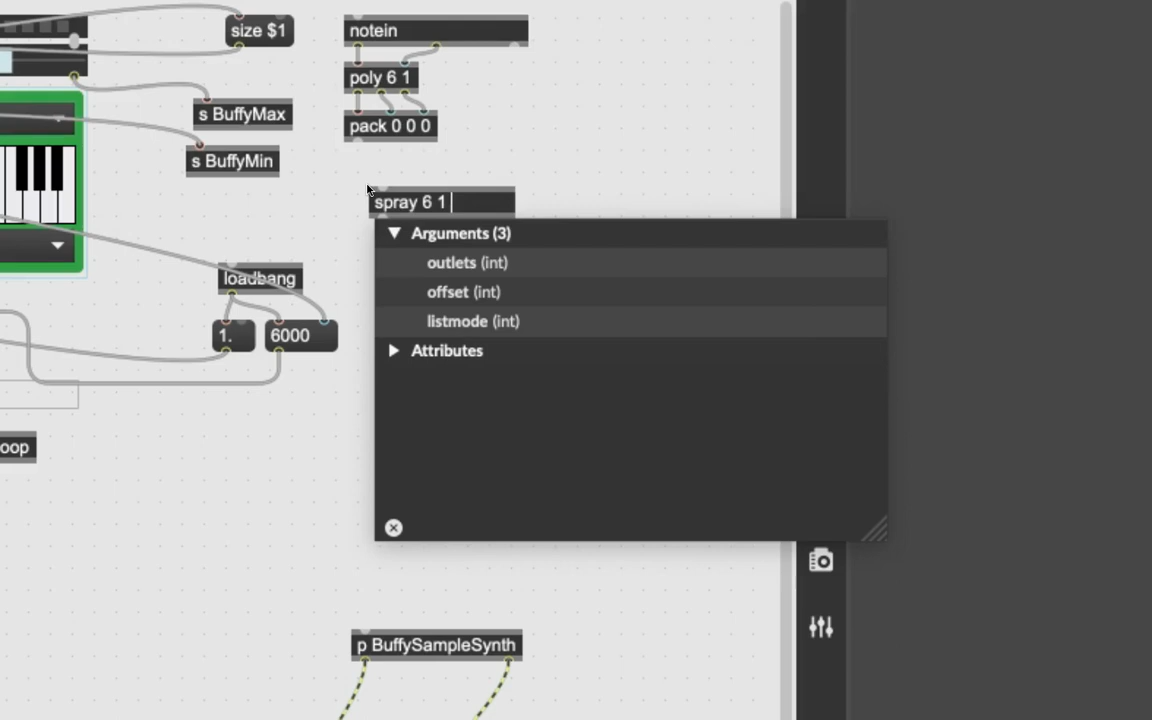 size $1
notein
poly 6 1
s BuffyMax
pack 0 0 0
s BuffyMin
spray 6 1
Arguments (3)
outlets (int)
loadbang
offset (int)
listmode (int)
1.
6000
Attributes
oop
p BuffySampleSynth